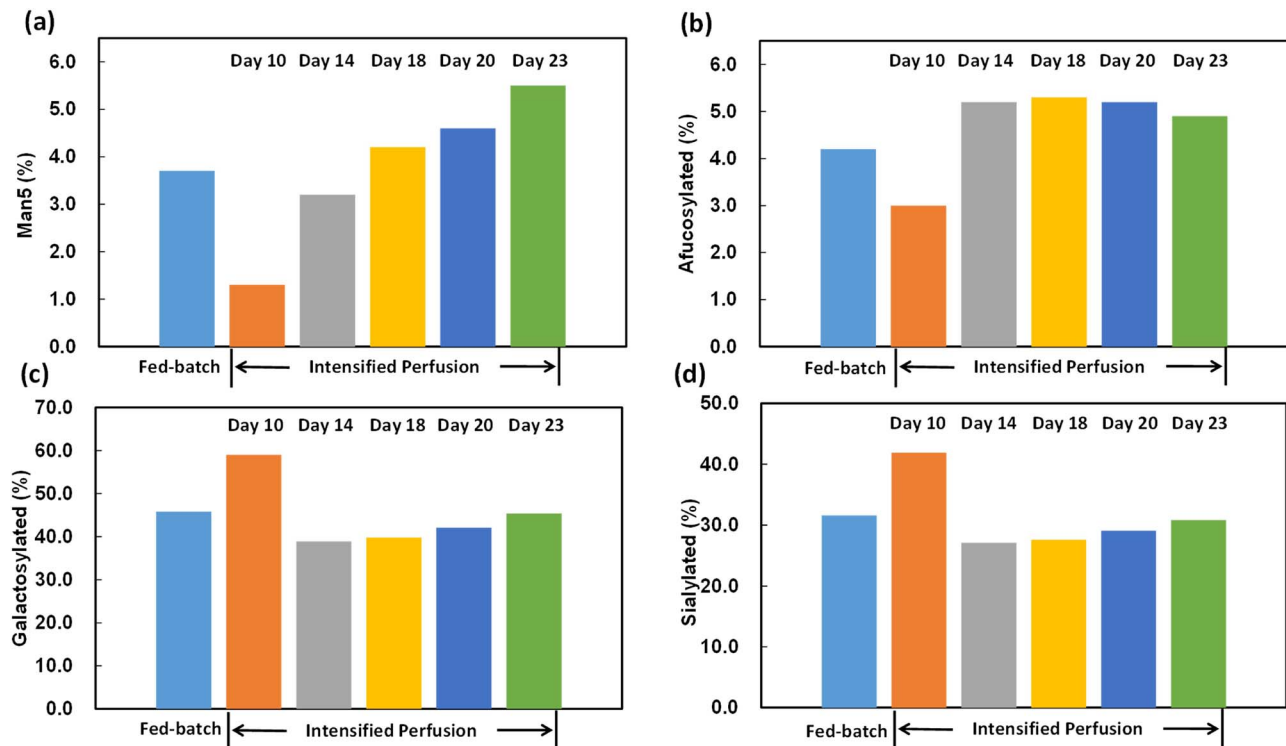 (a)
Man5 (%)
6.0
5.0
4.0
3.0
2.0
1.0
0.0
Day 10 Day 14 Day 18 Day 20 Day 23
Fed-batch Intensified Perfusion
(b)
Afucosylated (%)
6.0
5.0
4.0
3.0
2.0
1.0
0.0
Day 10 Day 14 Day 18 Day 20 Day 23
Fed-batch Intensified Perfusion
(c)
Galactosylated (%)
70.0
60.0
50.0
40.0
30.0
20.0
10.0
0.0
Day 10 Day 14 Day 18 Day 20 Day 23
Fed-batch Intensified Perfusion
(d)
Sialylated (%)
50.0
40.0
30.0
20.0
10.0
0.0
Day 10 Day 14 Day 18 Day 20 Day 23
Fed-batch Intensified Perfusion